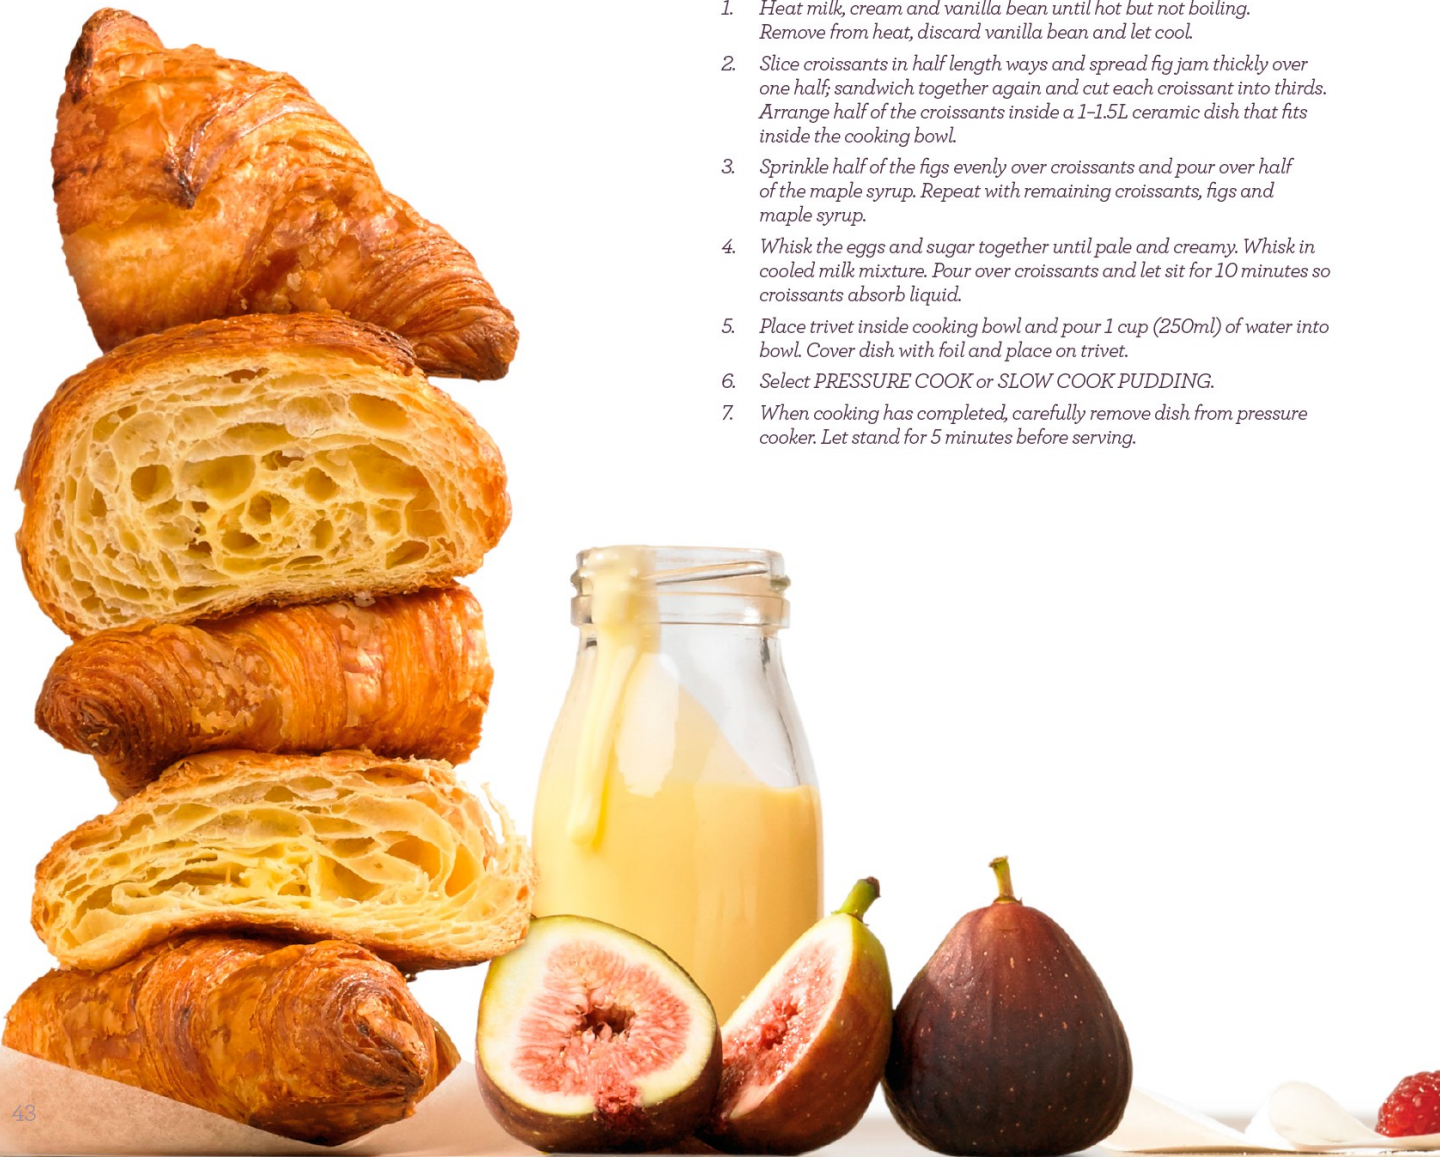 1. Heat milk, cream and vanilla bean until hot but not boiling.
Remove from heat, discard vanilla bean and let cool.
2. Slice croissants in half length ways and spread fig jam thickly over
one half; sandwich together again and cut each croissant into thirds.
Arrange half of the croissants inside a 1–1.5L ceramic dish that fits
inside the cooking bowl.
3. Sprinkle half of the figs evenly over croissants and pour over half
of the maple syrup. Repeat with remaining croissants, figs and
maple syrup.
4. Whisk the eggs and sugar together until pale and creamy. Whisk in
cooled milk mixture. Pour over croissants and let sit for 10 minutes so
croissants absorb liquid.
5. Place trivet inside cooking bowl and pour 1 cup (250ml) of water into
bowl. Cover dish with foil and place on trivet.
6. Select PRESSURE COOK or SLOW COOK PUDDING.
7. When cooking has completed, carefully remove dish from pressure
cooker. Let stand for 5 minutes before serving.
43